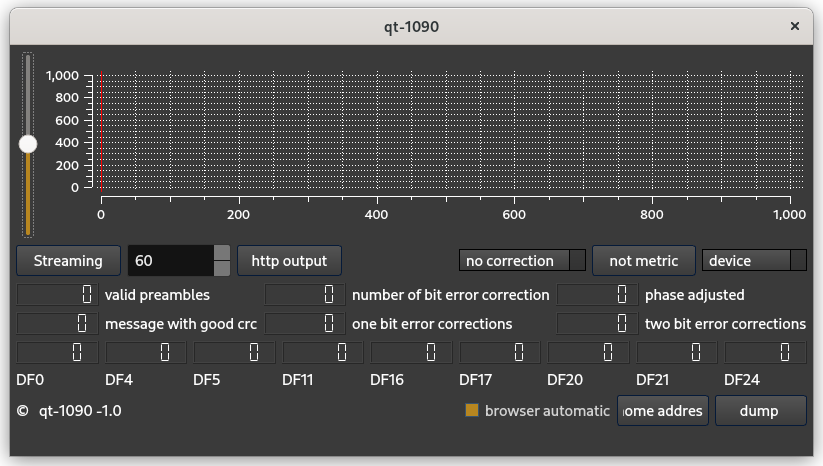 qt-1090
1,000
800
600
400
200
0
0 200 400 600 800 1,000
Streaming 60 http output no correction not metric device
0 valid preambles 0 number of bit error correction 0 phase adjusted
0 message with good crc 0 one bit error corrections 0 two bit error corrections
0 0 0 0 0 0 0 0 0
DF0 DF4 DF5 DF11 DF16 DF17 DF20 DF21 DF24
© qt-1090 -1.0 browser automatic ome addres dump